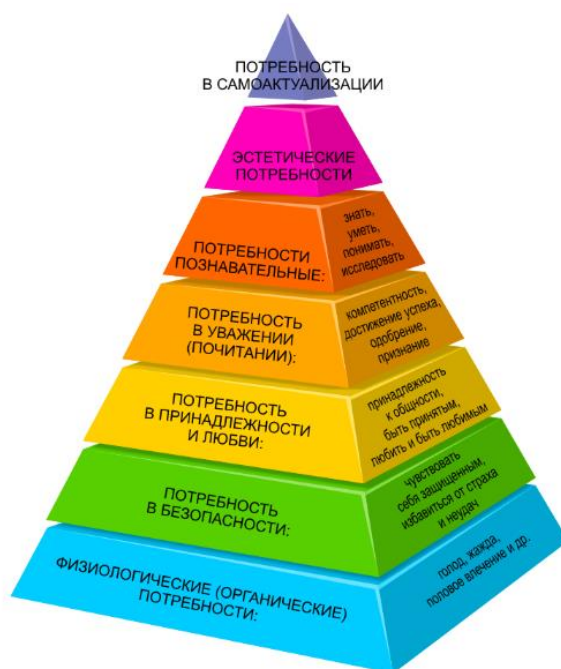 ПОТРЕБНОСТЬ
В САМОАКТУАЛИЗАЦИИ
ЭСТЕТИЧЕСКИЕ
ПОТРЕБНОСТИ
ПОТРЕБНОСТИ
ПОЗНАВАТЕЛЬНЫЕ:
знать,
уметь,
понимать,
исследовать
ПОТРЕБНОСТЬ
В УВАЖЕНИИ
(ПОЧИТАНИИ):
компетентность,
достижение успеха,
одобрение,
признание
ПОТРЕБНОСТЬ
В ПРИНАДЛЕЖНОСТИ
И ЛЮБВИ:
принадлежность
к общности,
быть принятым,
любить и быть любимым
ПОТРЕБНОСТЬ
В БЕЗОПАСНОСТИ:
чувствовать
себя защищенным,
избавиться от страха
и неудач
ФИЗИОЛОГИЧЕСКИЕ (ОРГАНИЧЕСКИЕ)
ПОТРЕБНОСТИ:
голод, жажда,
половое влечение и др.